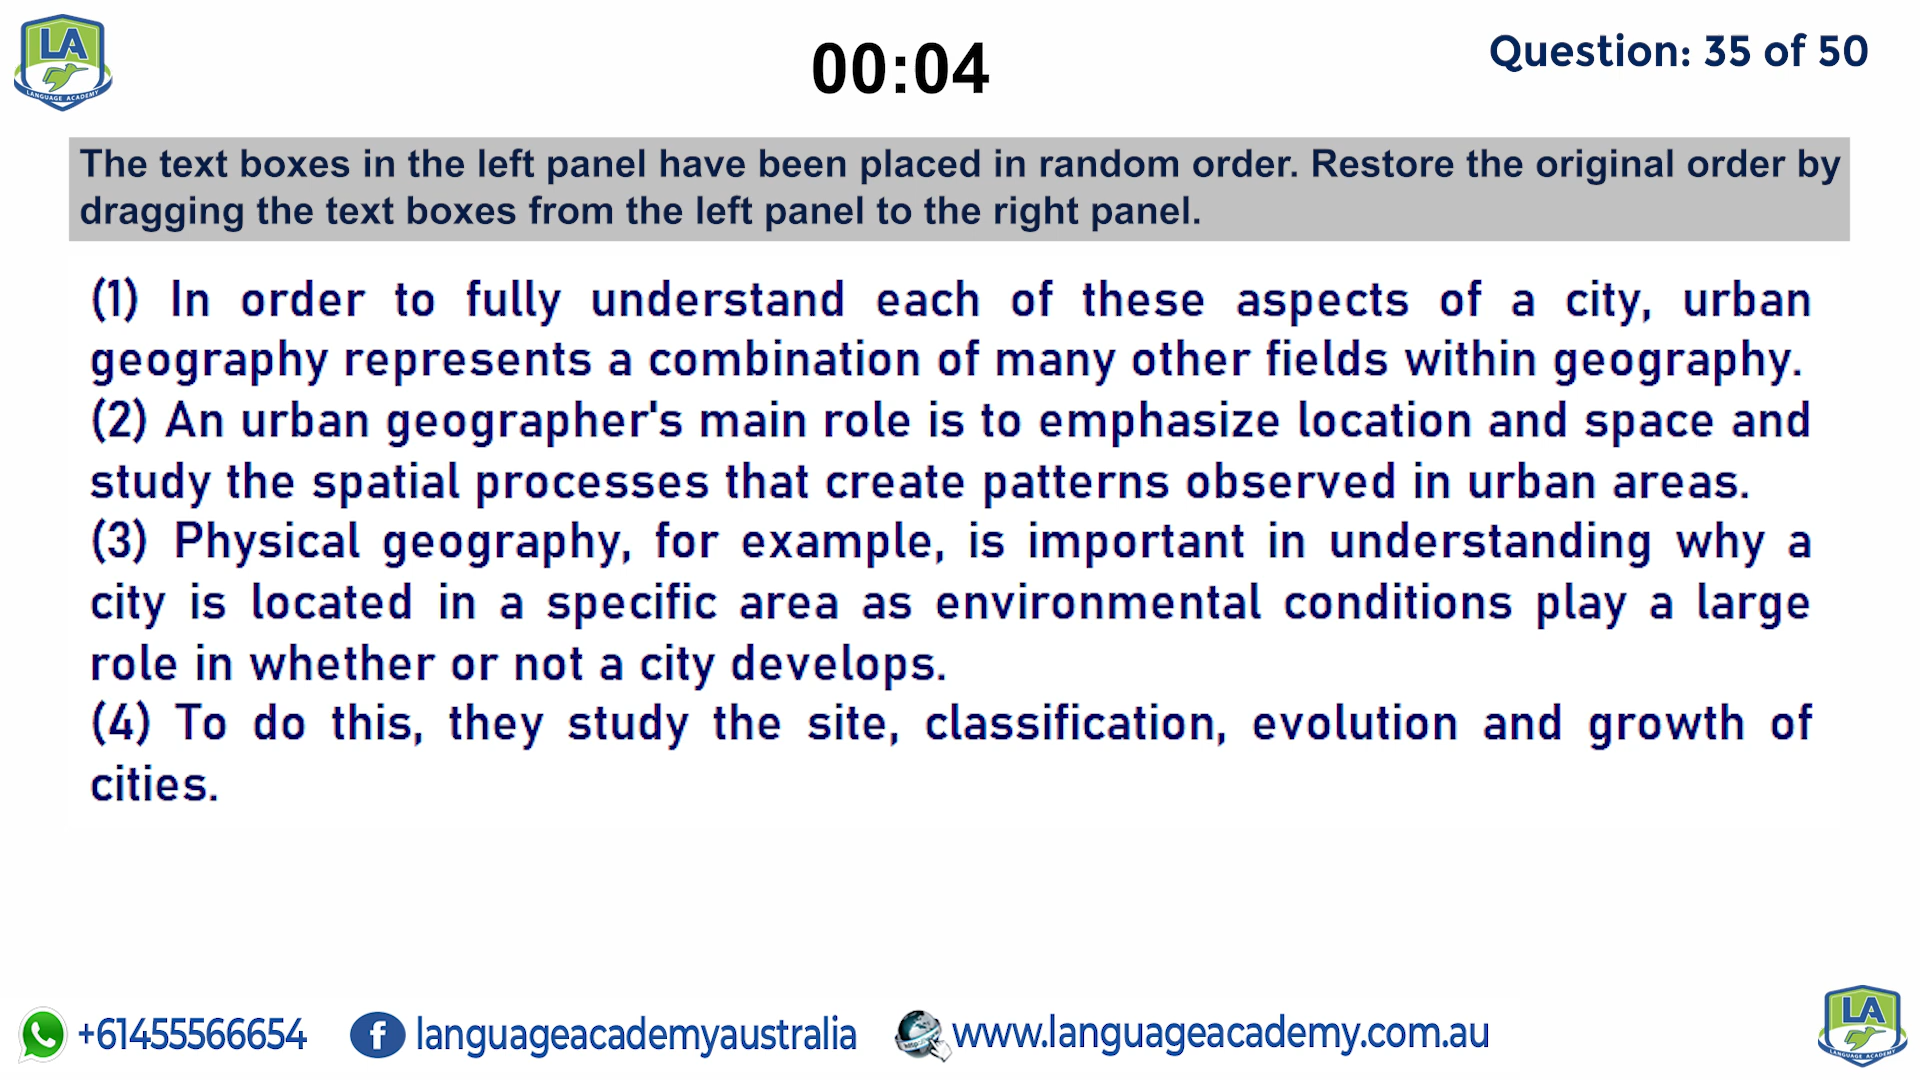 LA
LANGUAGE ACADEMY
00:04
Question: 35 of 50
The text boxes in the left panel have been placed in random order. Restore the original order by
dragging the text boxes from the left panel to the right panel.
(1) In order to fully understand each of these aspects of a city, urban
geography represents a combination of many other fields within geography.
(2) An urban geographer's main role is to emphasize location and space and
study the spatial processes that create patterns observed in urban areas.
(3) Physical geography, for example, is important in understanding why a
city is located in a specific area as environmental conditions play a large
role in whether or not a city develops.
(4) To do this, they study the site, classification, evolution and growth of
cities.
+61455566654
f
languageacademyaustralia
http://
www.languageacademy.com.au
LA
LANGUAGE ACADEMY